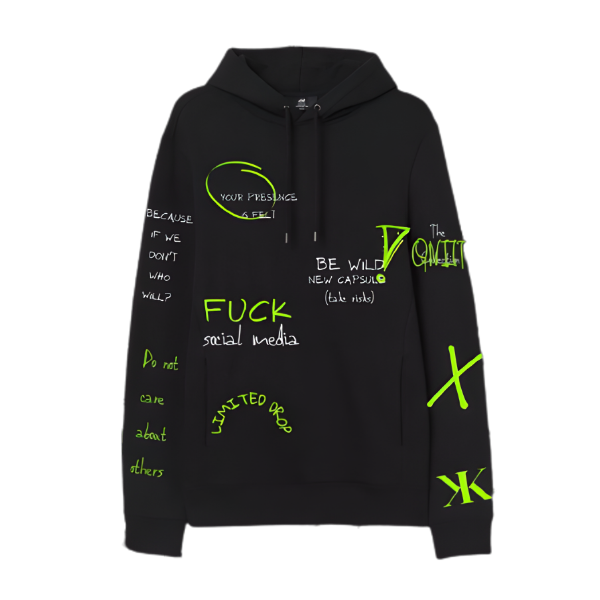 YOUR PRESENCE
IS FELT
BECAUSE
IF WE
DON'T
WHO
WILL?
The
BE WILD
NEW CAPSULE
(take risks)
FUCK
social media
Do not
care
about
others
LIMITED DROP
X
KK